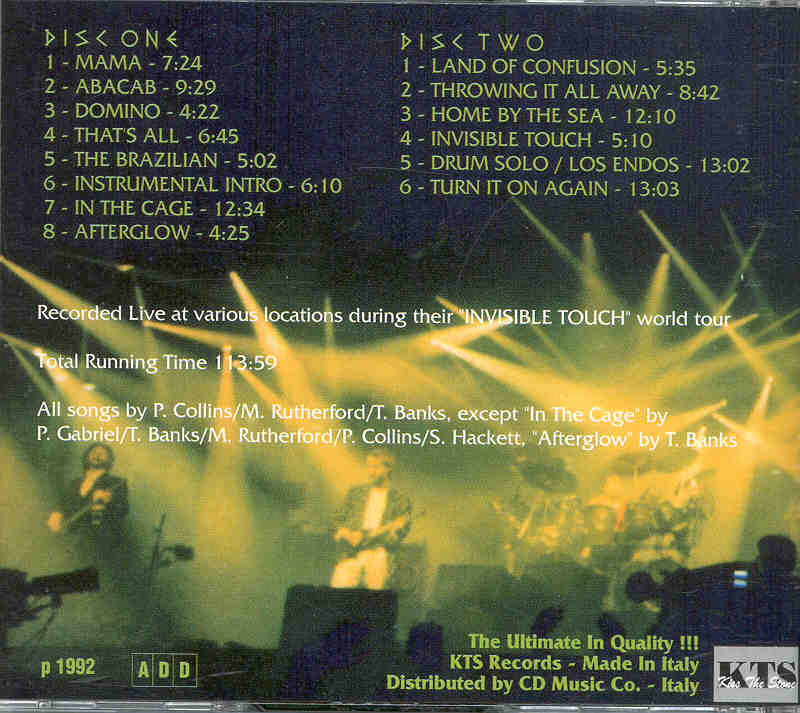 DISC ONE
1 - MAMA - 7:24
2 - ABACAB - 9:29
3 - DOMINO - 4:22
4 - THAT'S ALL - 6:45
5 - THE BRAZILIAN - 5:02
6 - INSTRUMENTAL INTRO - 6:10
7 - IN THE CAGE - 12:34
8 - AFTERGLOW - 4:25
DISC TWO
1 - LAND OF CONFUSION - 5:35
2 - THROWING IT ALL AWAY - 8:42
3 - HOME BY THE SEA - 12:10
4 - INVISIBLE TOUCH - 5:10
5 - DRUM SOLO / LOS ENDOS - 13:02
6 - TURN IT ON AGAIN - 13:03
Recorded Live at various locations during their "INVISIBLE TOUCH" world tour
Total Running Time 113:59
All songs by P. Collins/M. Rutherford/T. Banks, except "In The Cage" by
P. Gabriel/T. Banks/M. Rutherford/P. Collins/S. Hackett, "Afterglow" by T. Banks
p 1992
ADD
The Ultimate In Quality !!!
KTS Records - Made In Italy
Distributed by CD Music Co. - Italy
KTS
Kiss The Stone